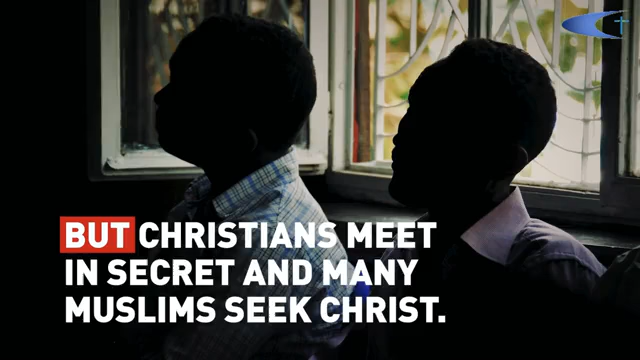 BUT CHRISTIANS MEET
IN SECRET AND MANY
MUSLIMS SEEK CHRIST.